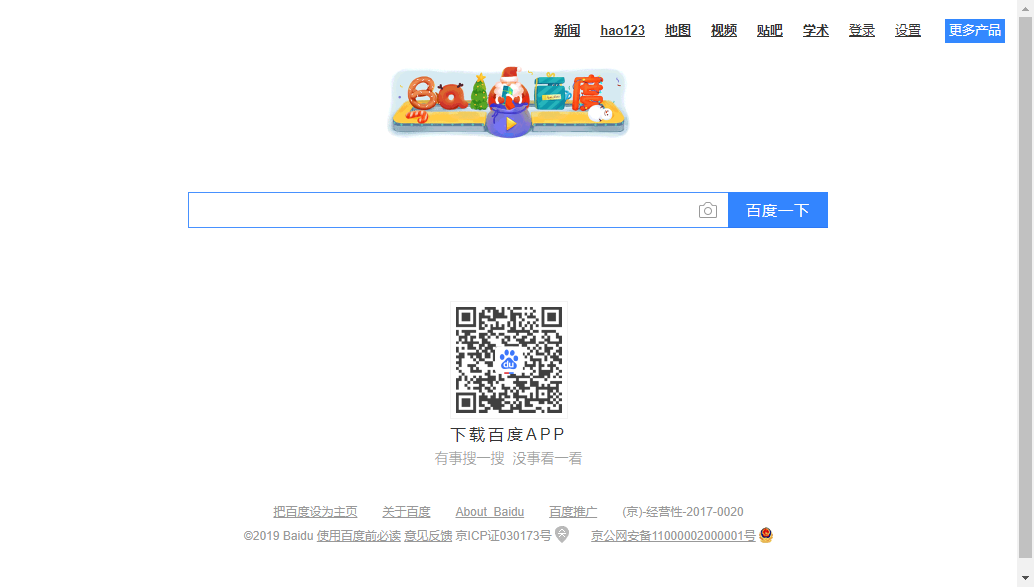 新闻 hao123 地图 视频 贴吧 学术 登录 设置 更多产品
Bai 百度
百度一下
du
下载百度APP
有事搜一搜 没事看一看
把百度设为主页 关于百度 About Baidu 百度推广 (京)-经营性-2017-0020
©2019 Baidu 使用百度前必读 意见反馈 京ICP证030173号 京公网安备11000002000001号